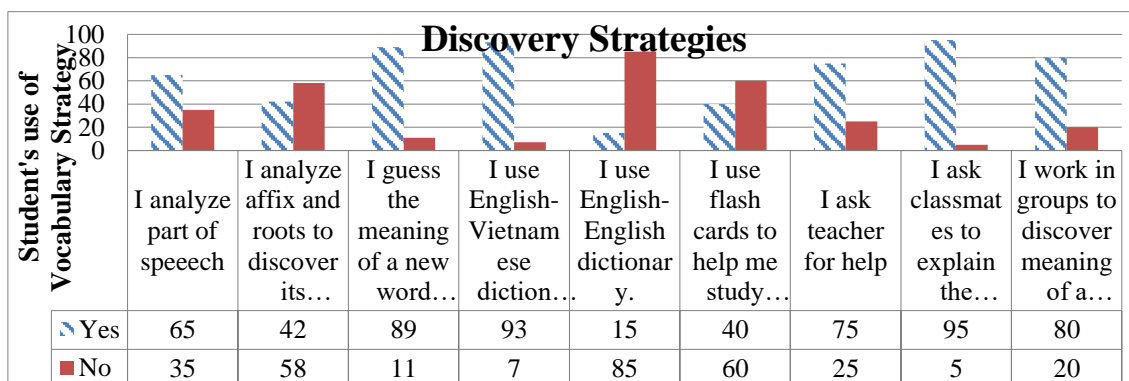 Discovery Strategies
Student's use of
Vocabulary Strategy
100
80
60
40
20
0
I analyze
part of
speeech
I analyze
affix and
roots to
discover
its…
I guess
the
meaning
of a new
word…
I use
English-
Vietnam
ese
diction…
I use
English-
English
dictionar
y.
I use
flash
cards to
help me
study…
I ask
teacher
for help
I ask
classmat
es to
explain
the…
I work in
groups to
discover
meaning
of a…
Yes 65 42 89 93 15 40 75 95 80
No 35 58 11 7 85 60 25 5 20